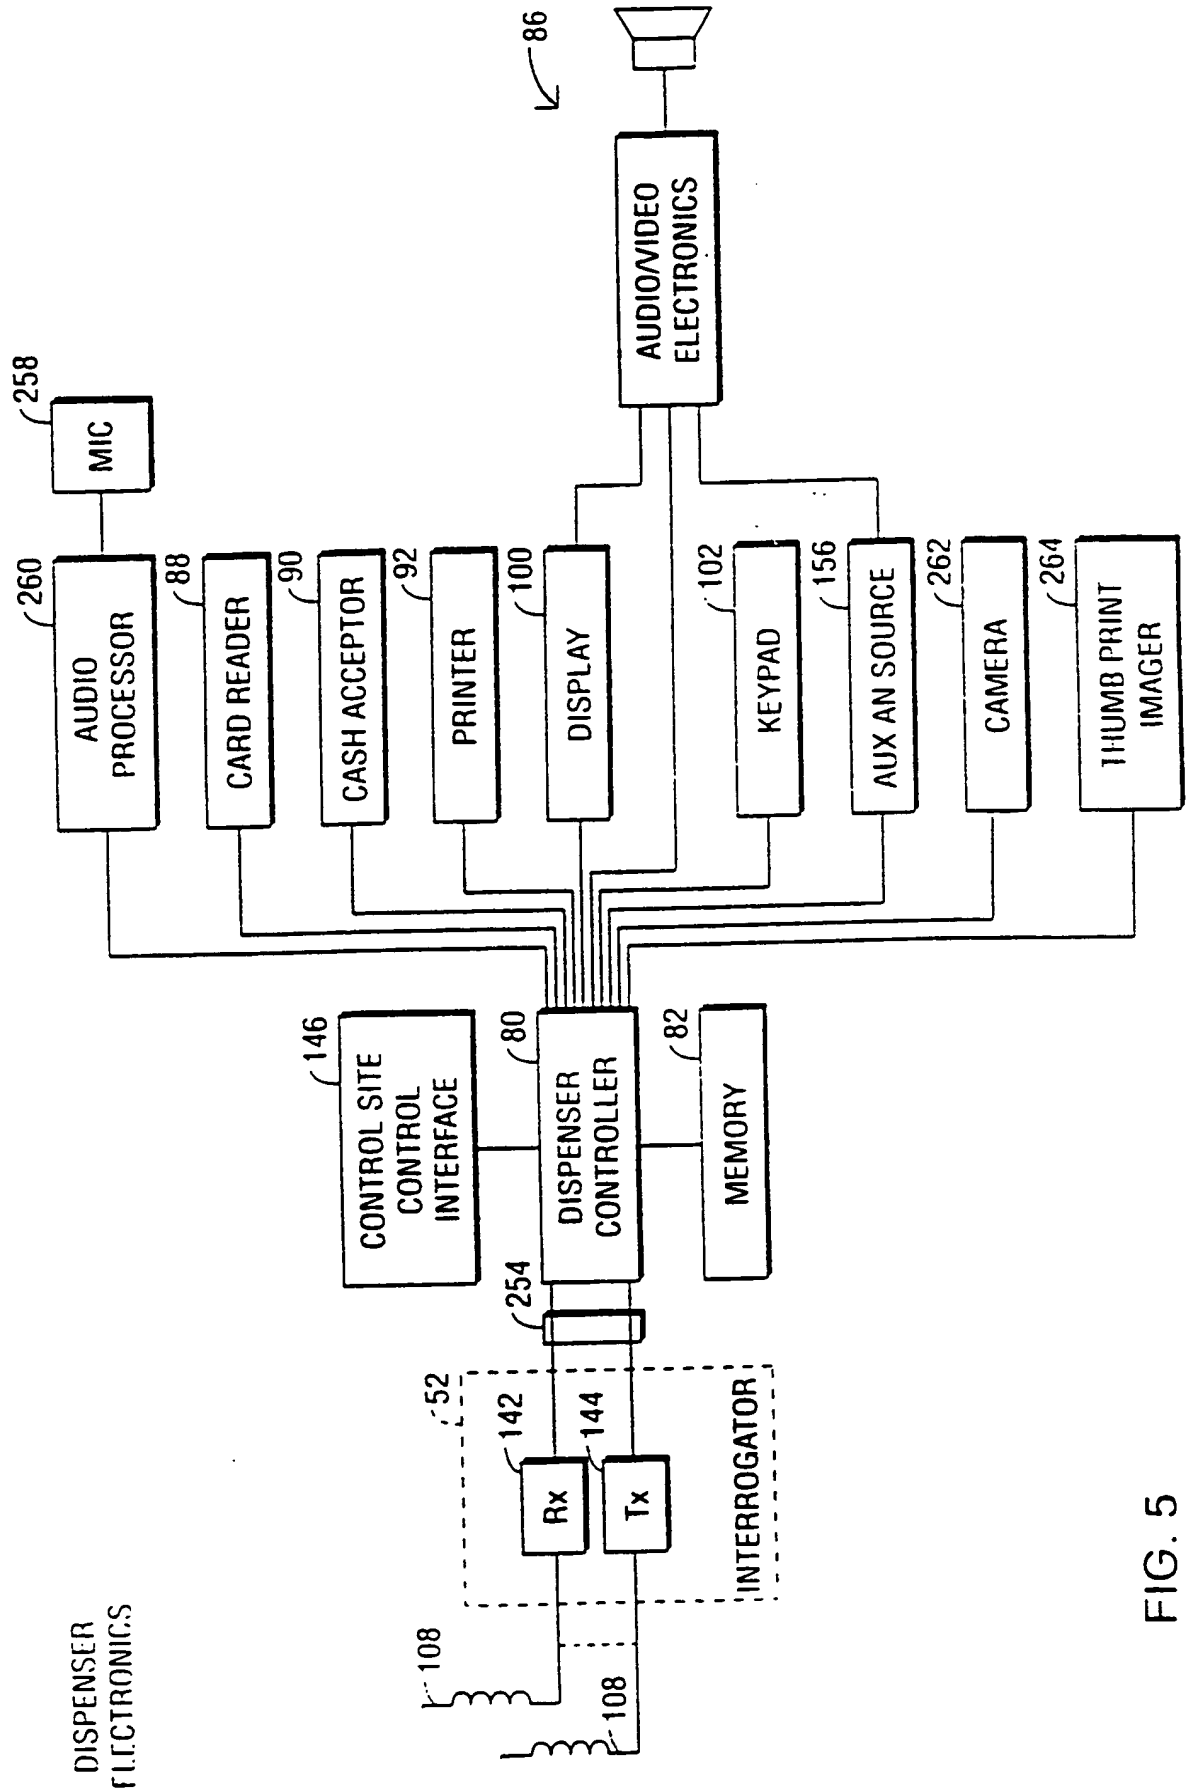 DISPENSER
ELECTRONICS
108
108
52
142
Rx
144
Tx
INTERROGATOR
254
146
CONTROL SITE
CONTROL
INTERFACE
80
DISPENSER
CONTROLLER
82
MEMORY
260
AUDIO
PROCESSOR
258
MIC
88
CARD READER
90
CASH ACCEPTOR
92
PRINTER
100
DISPLAY
102
KEYPAD
156
AUX AN SOURCE
262
CAMERA
264
THUMB PRINT
IMAGER
AUDIO/VIDEO
ELECTRONICS
86
FIG. 5